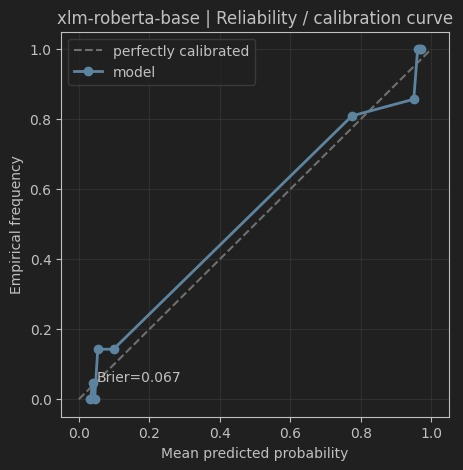 xlm-roberta-base | Reliability / calibration curve
perfectly calibrated
model
1.0
0.8
0.6
0.4
0.2
0.0
Empirical frequency
Brier=0.067
0.0 0.2 0.4 0.6 0.8 1.0
Mean predicted probability